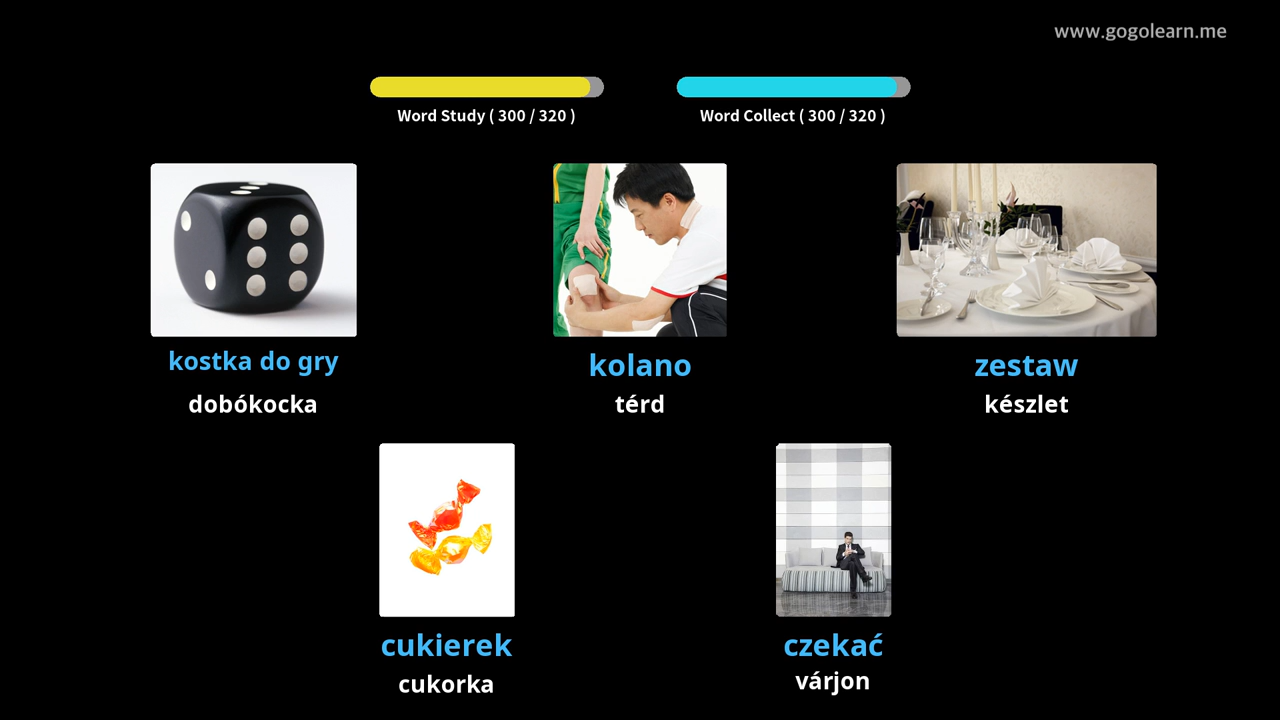 www.gogolearn.me
Word Study ( 300 / 320 )
Word Collect ( 300 / 320 )
kostka do gry
dobókocka
kolano
térd
zestaw
készlet
cukierek
cukorka
czekać
várjon